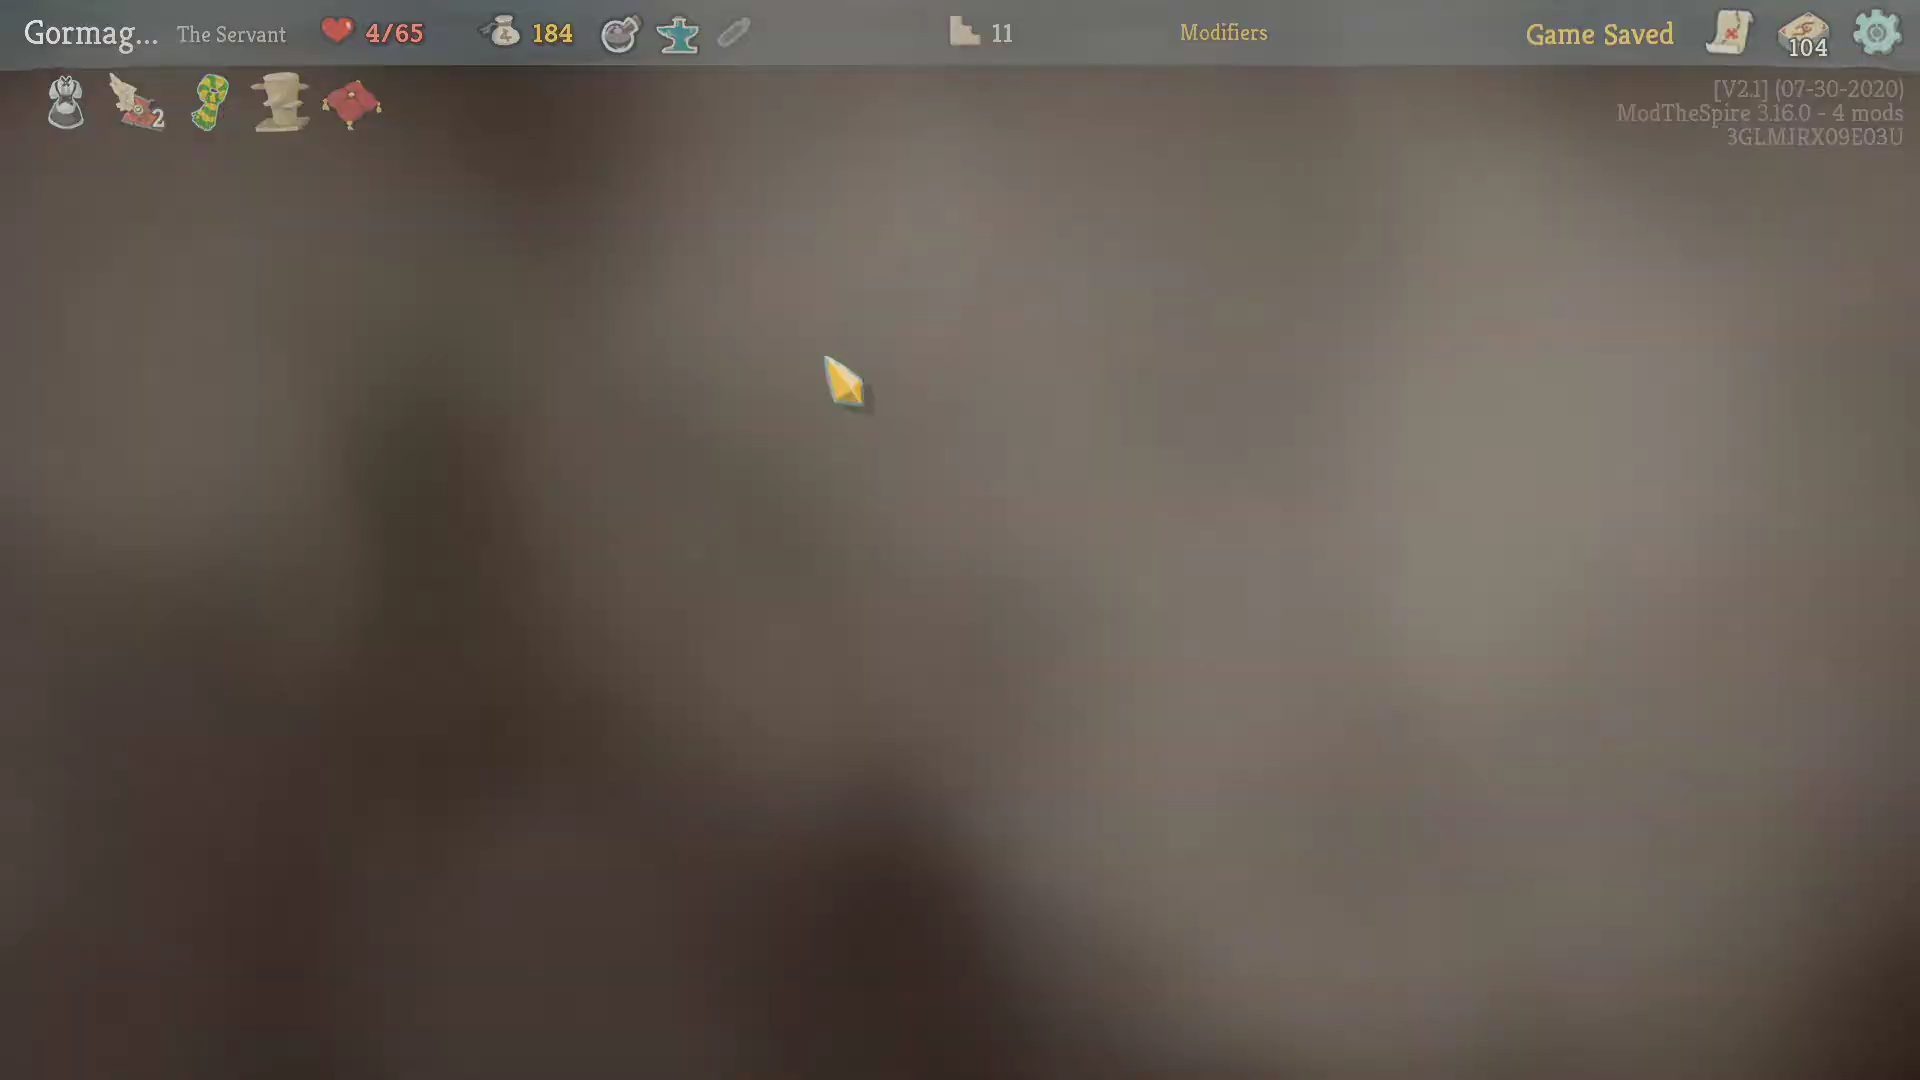 Gormag... The Servant 4/65 184 11 Modifiers Game Saved 104
2
[V2.1] (07-30-2020)
ModTheSpire 3.16.0 - 4 mods
3GLMJRX09E03U